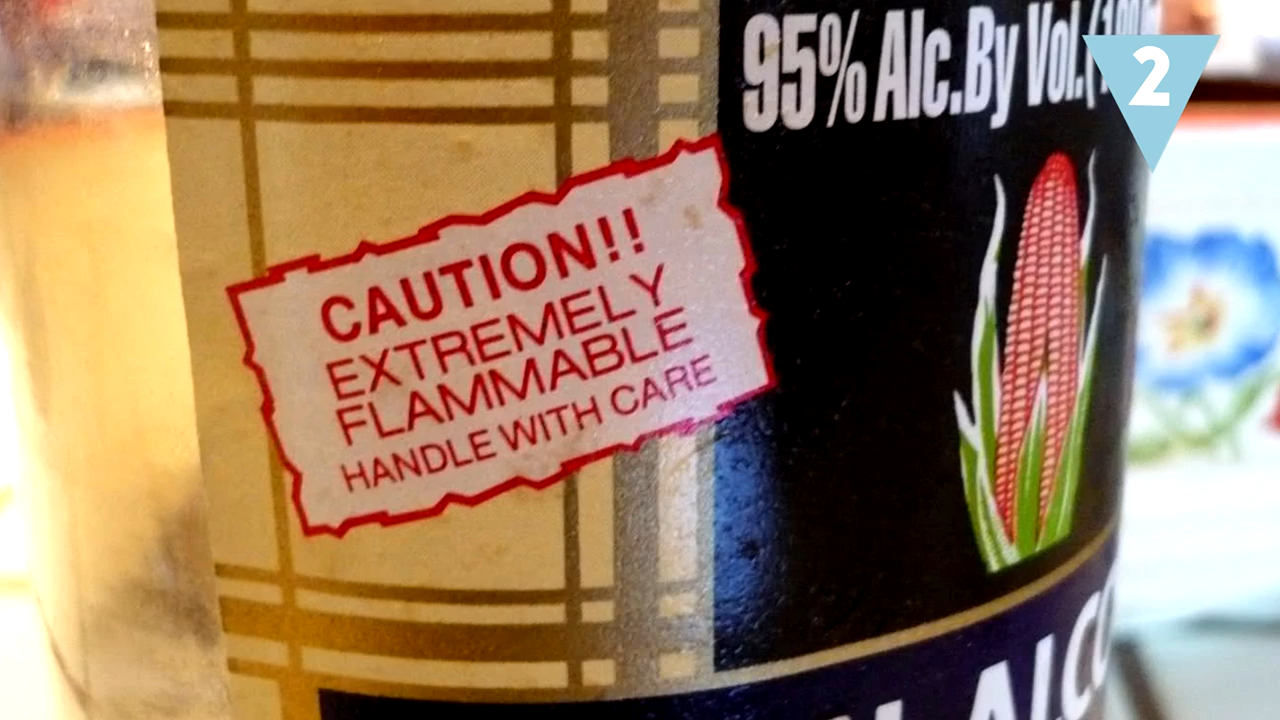 95% Alc.By Vol.
2
CAUTION!!
EXTREMELY
FLAMMABLE
HANDLE WITH CARE